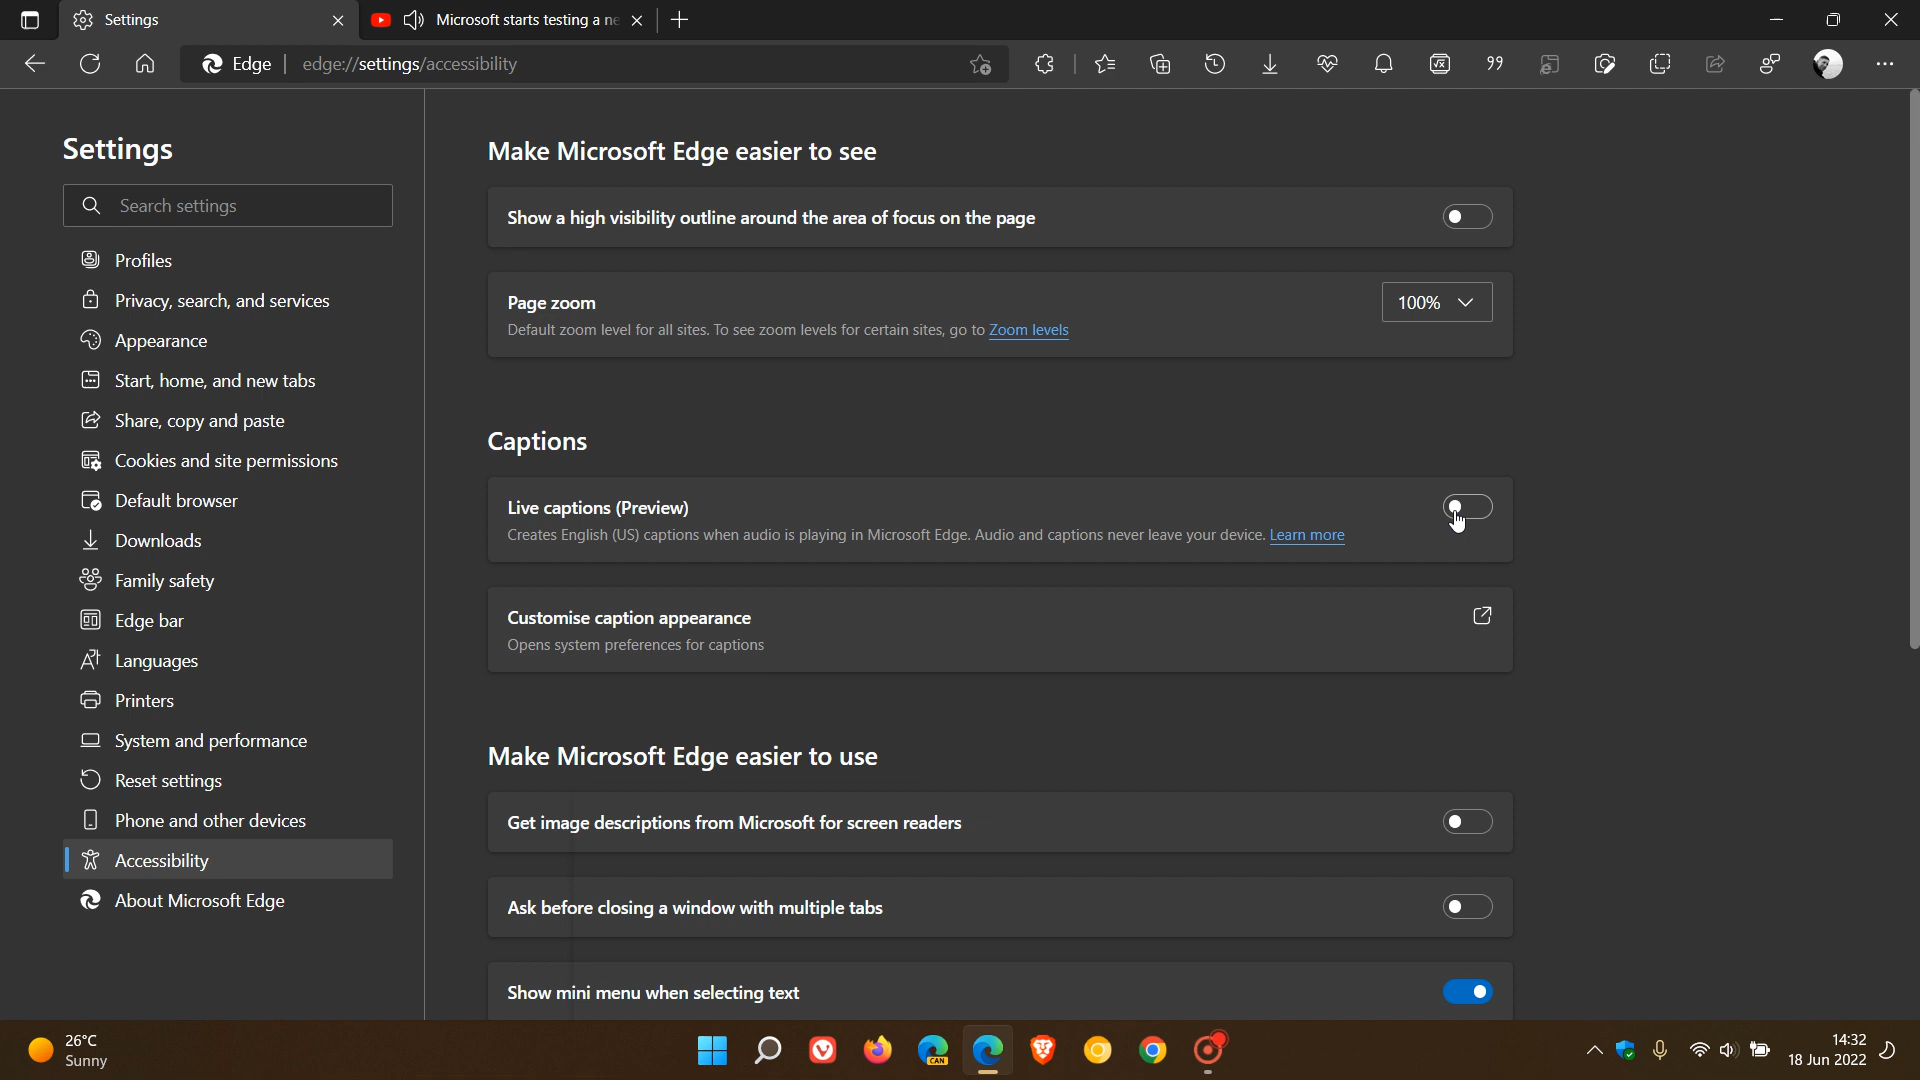 Settings
Microsoft starts testing a ne
Edge
edge://settings/accessibility
Settings
Search settings
Profiles
Privacy, search, and services
Appearance
Start, home, and new tabs
Share, copy and paste
Cookies and site permissions
Default browser
Downloads
Family safety
Edge bar
Languages
Printers
System and performance
Reset settings
Phone and other devices
Accessibility
About Microsoft Edge
Make Microsoft Edge easier to see
Show a high visibility outline around the area of focus on the page
Page zoom
100%
Default zoom level for all sites. To see zoom levels for certain sites, go to Zoom levels
Captions
Live captions (Preview)
Creates English (US) captions when audio is playing in Microsoft Edge. Audio and captions never leave your device. Learn more
Customise caption appearance
Opens system preferences for captions
Make Microsoft Edge easier to use
Get image descriptions from Microsoft for screen readers
Ask before closing a window with multiple tabs
Show mini menu when selecting text
26°C
Sunny
CAN
14:32
18 Jun 2022